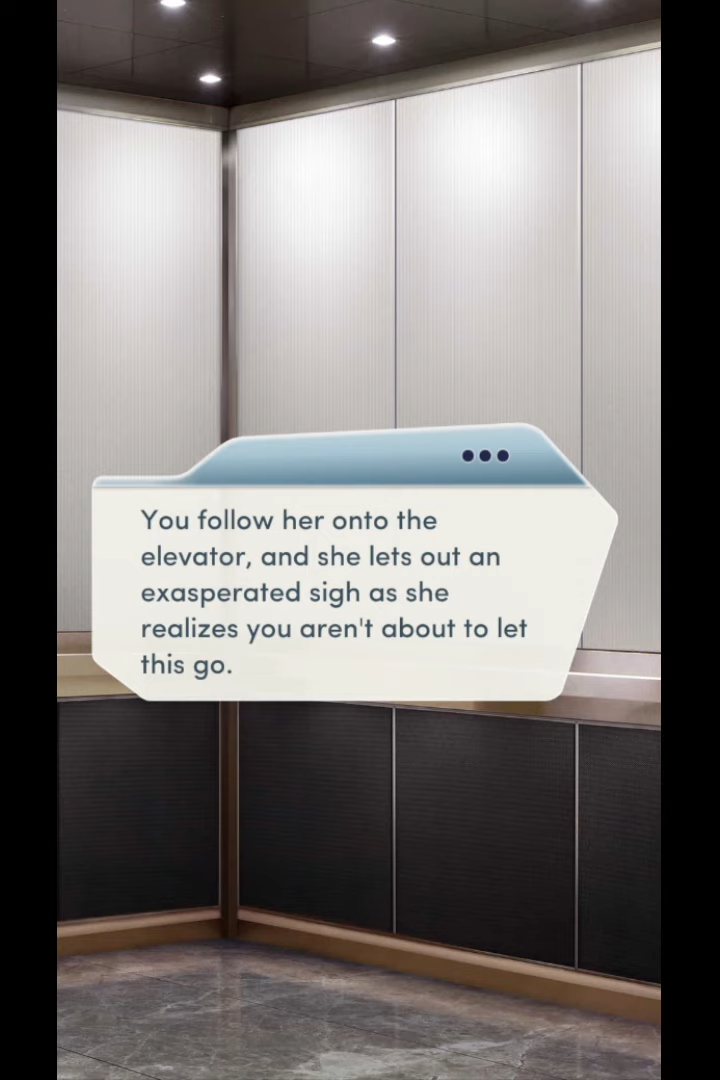 You follow her onto the
elevator, and she lets out an
exasperated sigh as she
realizes you aren't about to let
this go.